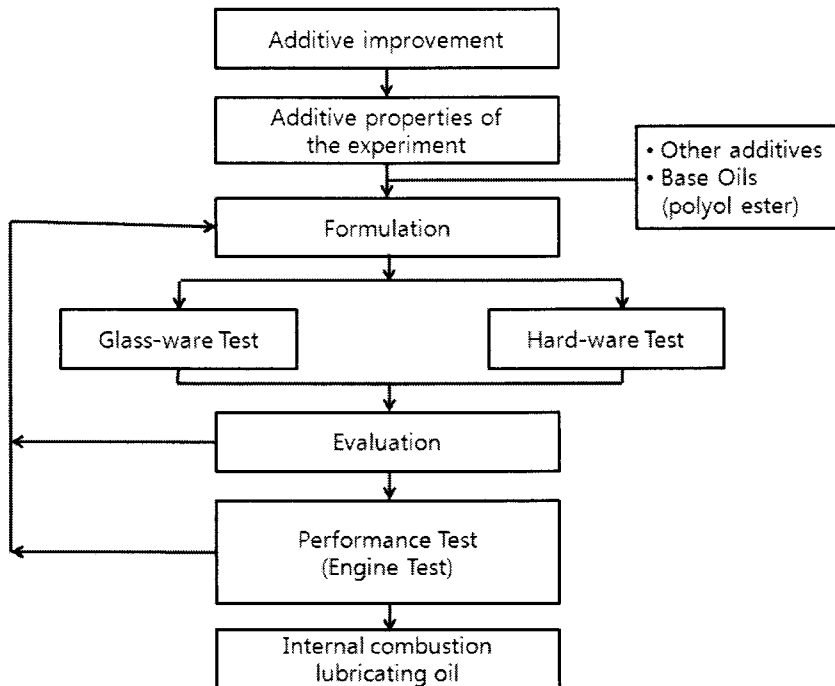 Additive improvement
Additive properties of
the experiment
• Other additives
• Base Oils
(polyol ester)
Formulation
Glass-ware Test
Hard-ware Test
Evaluation
Performance Test
(Engine Test)
Internal combustion
lubricating oil